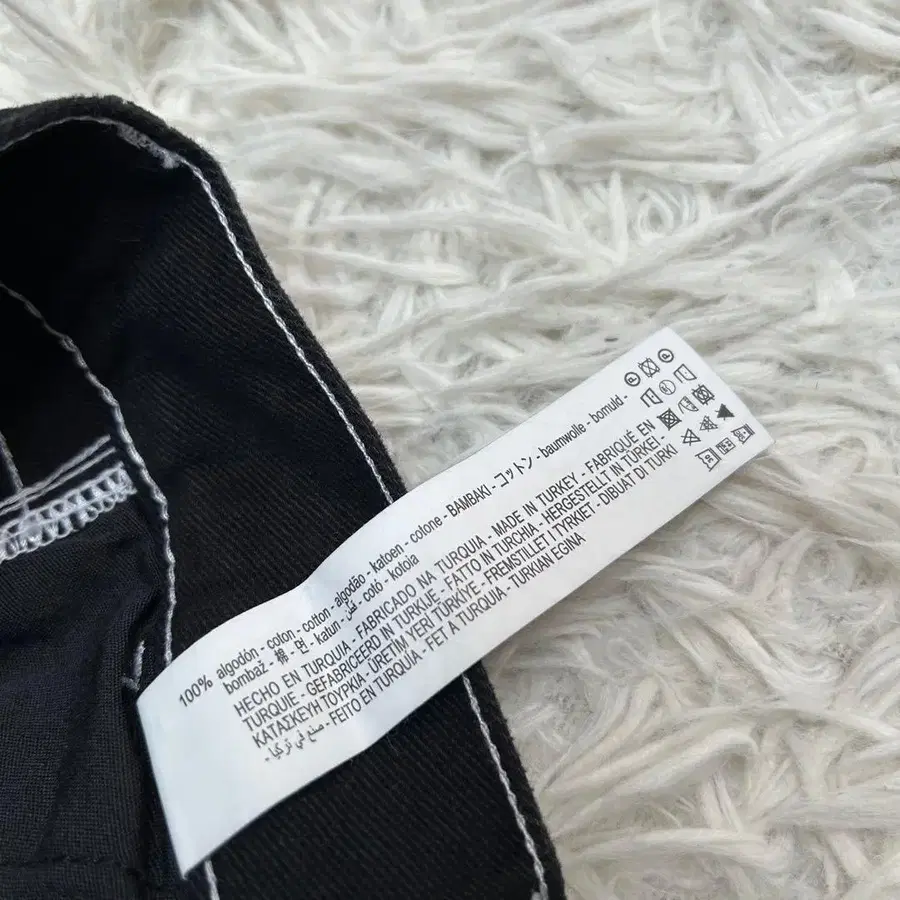 100% algodón - coton - cotton - algodão - katoen - cotone - BAMBAKI - コットン - baumwolle - bomuld -
bombaž - 棉 - 면 - katun - قطن - cotó - kotoia
HECHO EN TURQUIA - FABRICADO NA TURQUIA - MADE IN TURKEY - FABRIQUÉ EN
TURQUIE - GEFABRICEERD IN TURKIJE - FATTO IN TURCHIA - HERGESTELLT IN TÜRKEI -
ΚΑΤΑΣΚΕΥΗ ΤΟΥΡΚΙΑ - ÜRETIM YERI TÜRKİYE - FREMSTILLET I TYRKIET - DIBUAT DI TURKI
صنع في تركيا - FEITO EN TURQUIA - FET A TURQUIA - TURKIAN EGINA